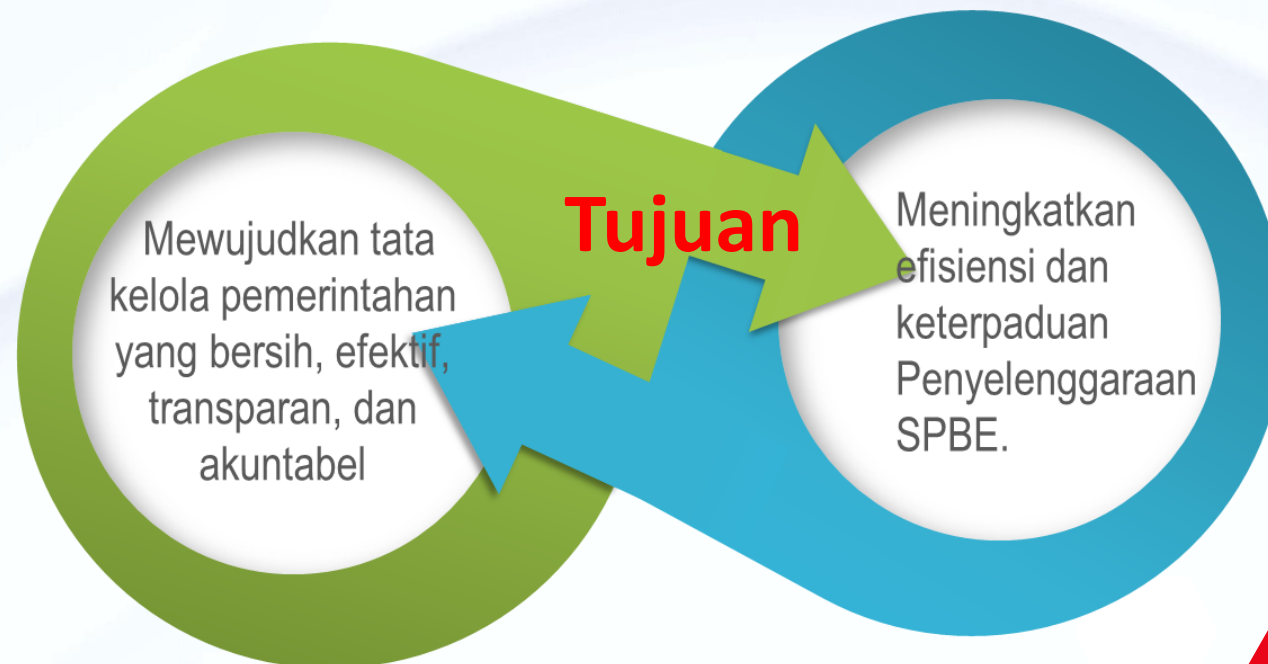 Tujuan
Mewujudkan tata
kelola pemerintahan
yang bersih, efektif,
transparan, dan
akuntabel
Meningkatkan
efisiensi dan
keterpaduan
Penyelenggaraan
SPBE.